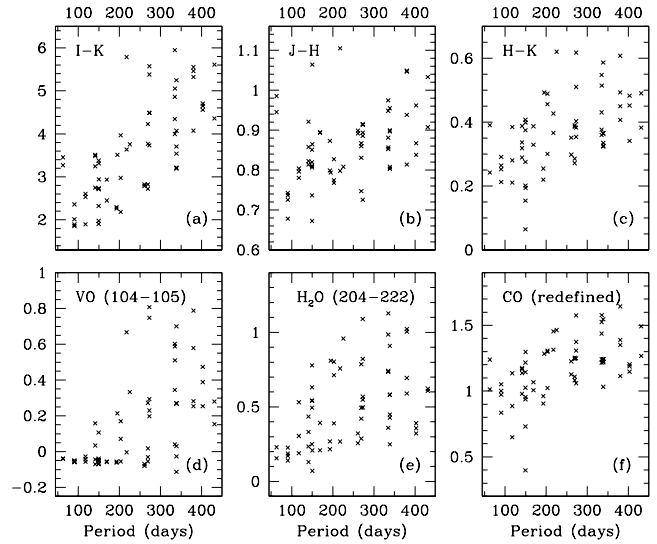 100 200 300 400 100 200 300 400 100 200 300 400
I-K
6
5
4
3
2
(a)
J-H
1.1
1
0.9
0.8
0.7
0.6
(b)
H-K
0.6
0.4
0.2
0
(c)
VO (104-105)
1
0.8
0.6
0.4
0.2
0
-0.2
(d)
H₂O (204-222)
1
0.5
0
(e)
CO (redefined)
1.5
1
0.5
(f)
100 200 300 400 100 200 300 400 100 200 300 400
Period (days) Period (days) Period (days)